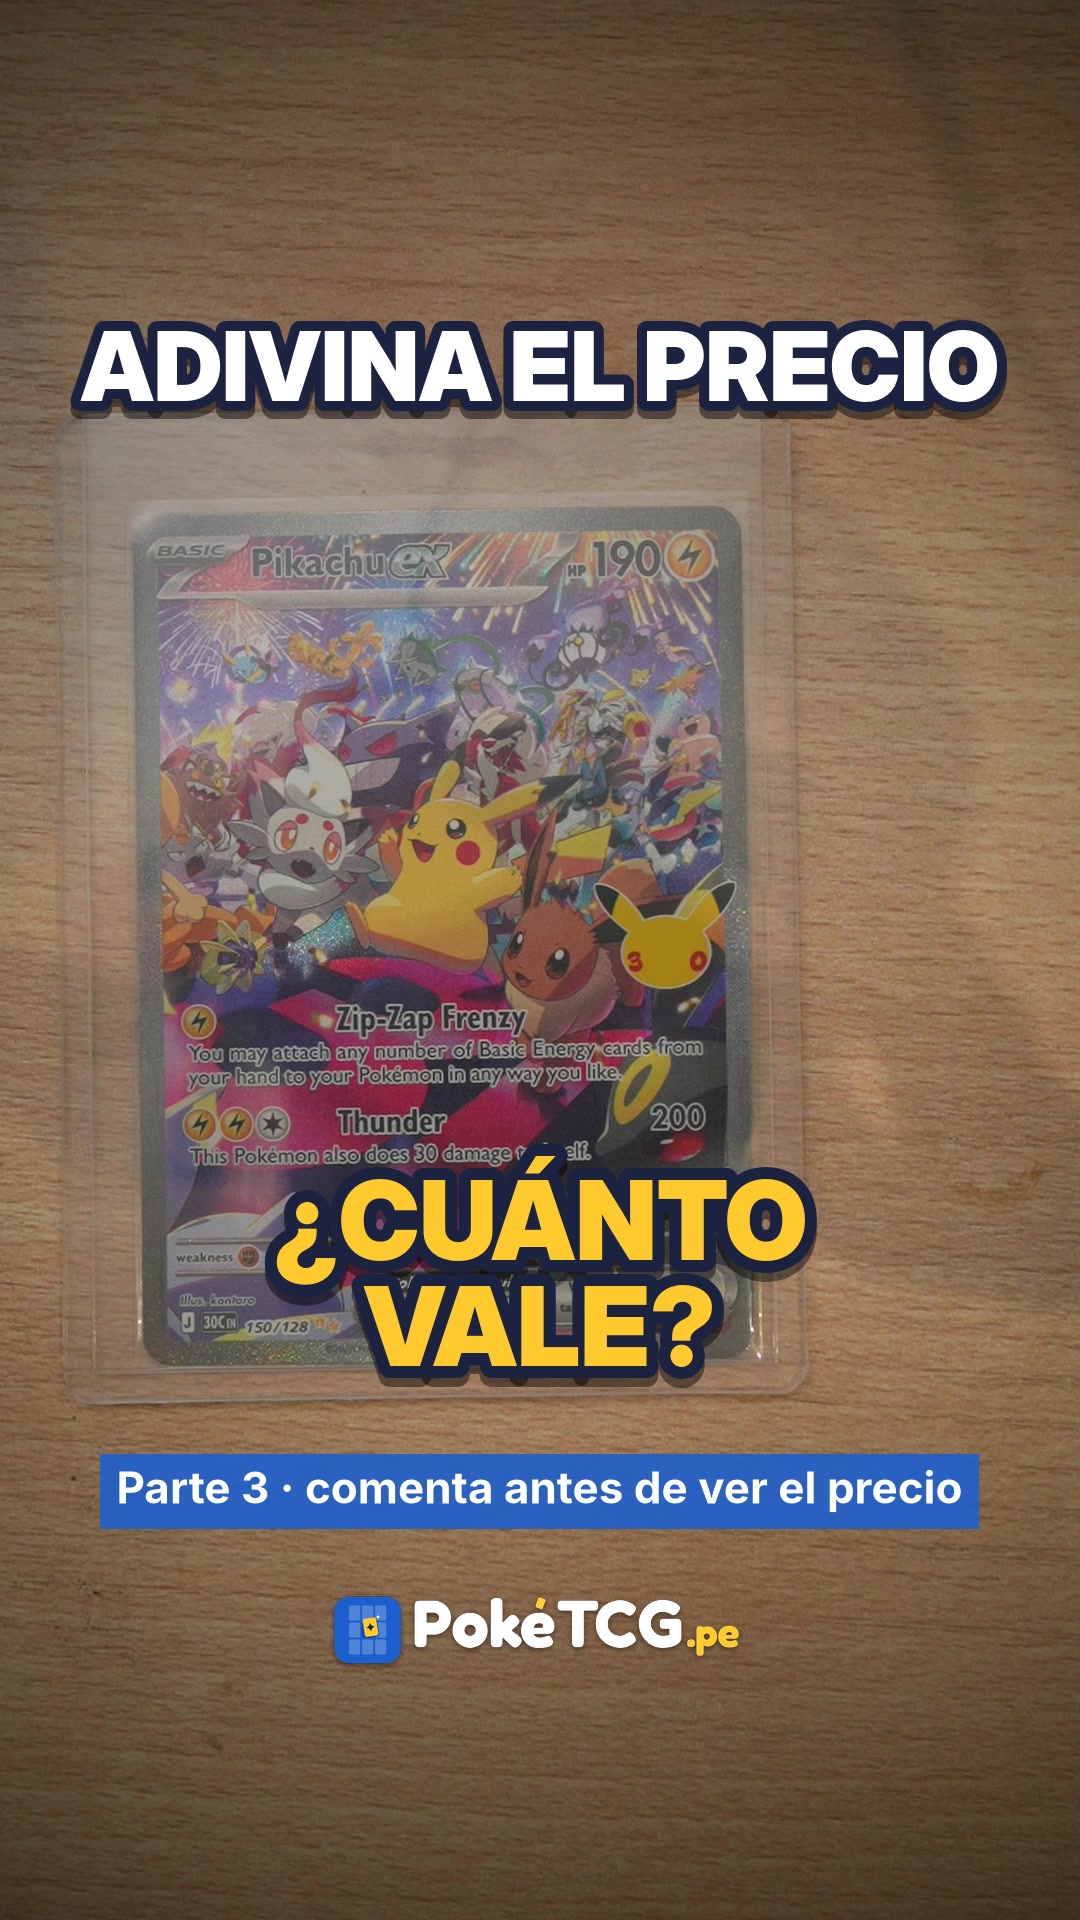 ADIVINA EL PRECIO
BASIC Pikachu ex HP 190
30
Zip-Zap Frenzy
You may attach any number of Basic Energy cards from
your hand to your Pokémon in any way you like.
Thunder 200
This Pokémon also does 30 damage
¿CUÁNTO
VALE?
weakness
Illus. kantaro
J 30C EN 150/128
Parte 3 · comenta antes de ver el precio
PokéTCG.pe